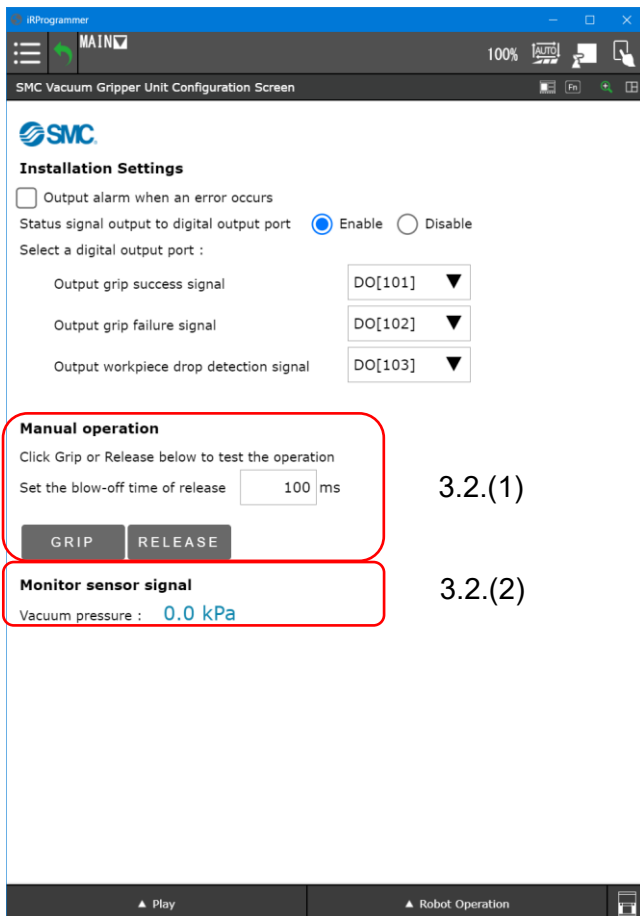 iRProgrammer
MAIN
100% AUTO
SMC Vacuum Gripper Unit Configuration Screen
Fn
SMC.
Installation Settings
Output alarm when an error occurs
Status signal output to digital output port Enable Disable
Select a digital output port :
Output grip success signal DO[101] ▼
Output grip failure signal DO[102] ▼
Output workpiece drop detection signal DO[103] ▼
Manual operation
Click Grip or Release below to test the operation
Set the blow-off time of release 100 ms
3.2.(1)
GRIP RELEASE
Monitor sensor signal
3.2.(2)
Vacuum pressure : 0.0 kPa
▲ Play ▲ Robot Operation